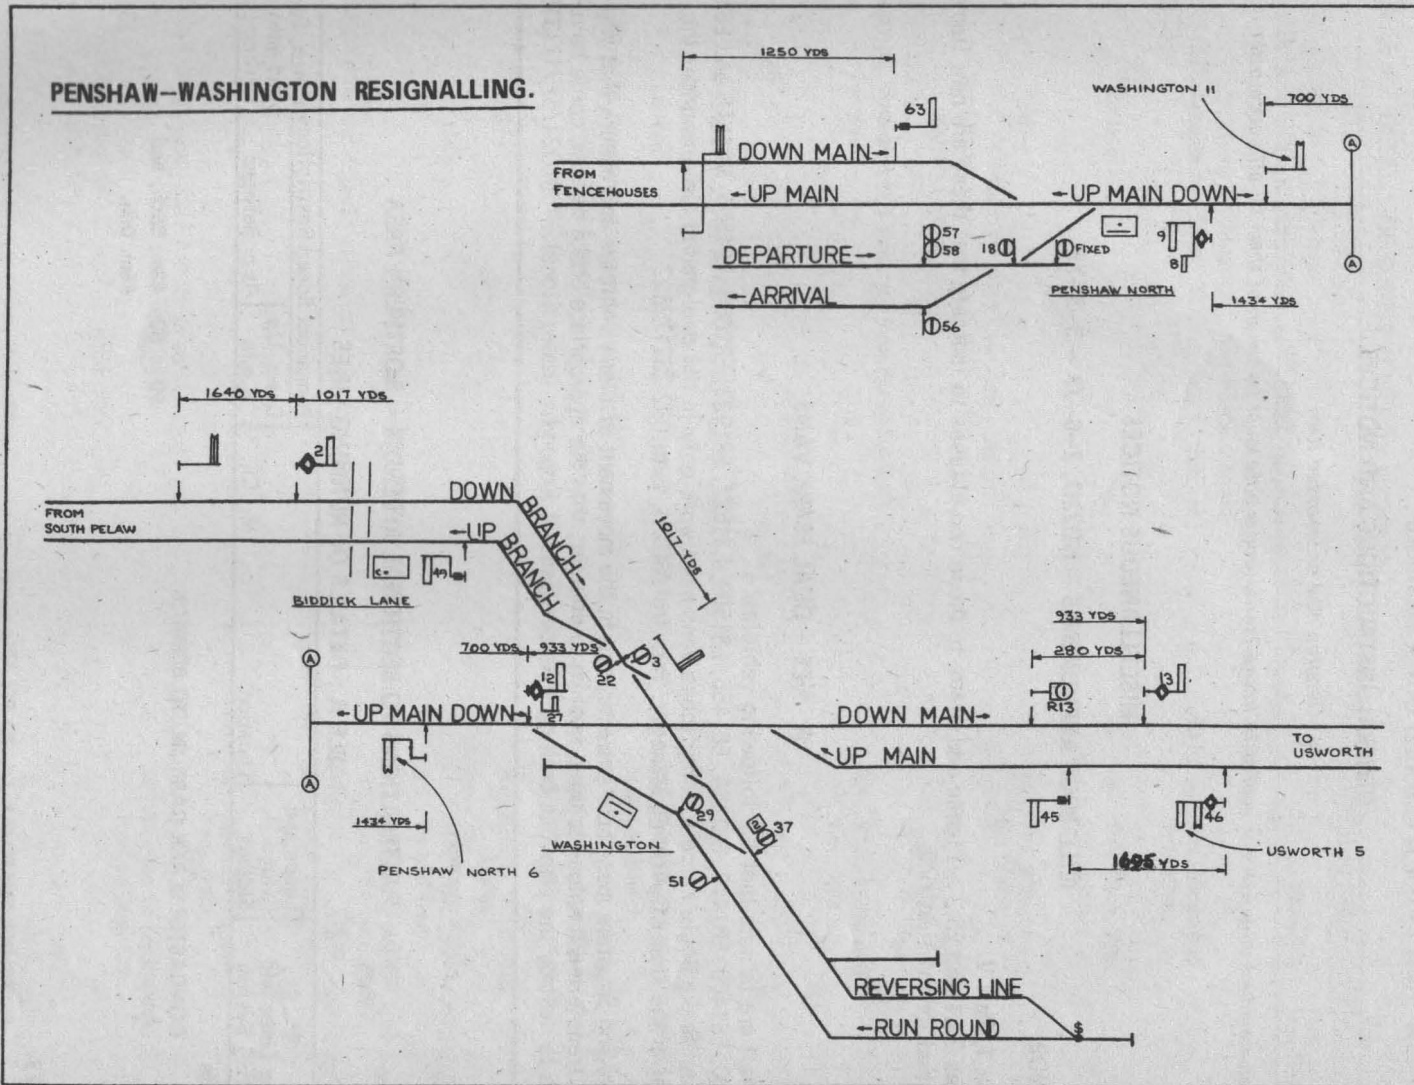 PENSHAW—WASHINGTON RESIGNALLING.
1250 YDS
WASHINGTON 11
700 YDS
63
DOWN MAIN→
FROM
FENCEHOUSES
←UP MAIN
←UP MAIN DOWN→
A
57
58
18
FIXED
9
8
DEPARTURE→
PENSHAW NORTH
←ARRIVAL
1434 YDS
A
56
1640 YDS
1017 YDS
2
DOWN
BRANCH→
FROM
SOUTH PELAW
←UP
BRANCH
1017 YDS
49
BIDDICK LANE
933 YDS
700 YDS
933 YDS
280 YDS
3
22
A
12
27
13
R13
←UP MAIN DOWN→
DOWN MAIN→
TO
USWORTH
←UP MAIN
A
29
2
37
45
46
1434 YDS
WASHINGTON
PENSHAW NORTH 6
USWORTH 5
1695 YDS
51
REVERSING LINE
←RUN ROUND
$